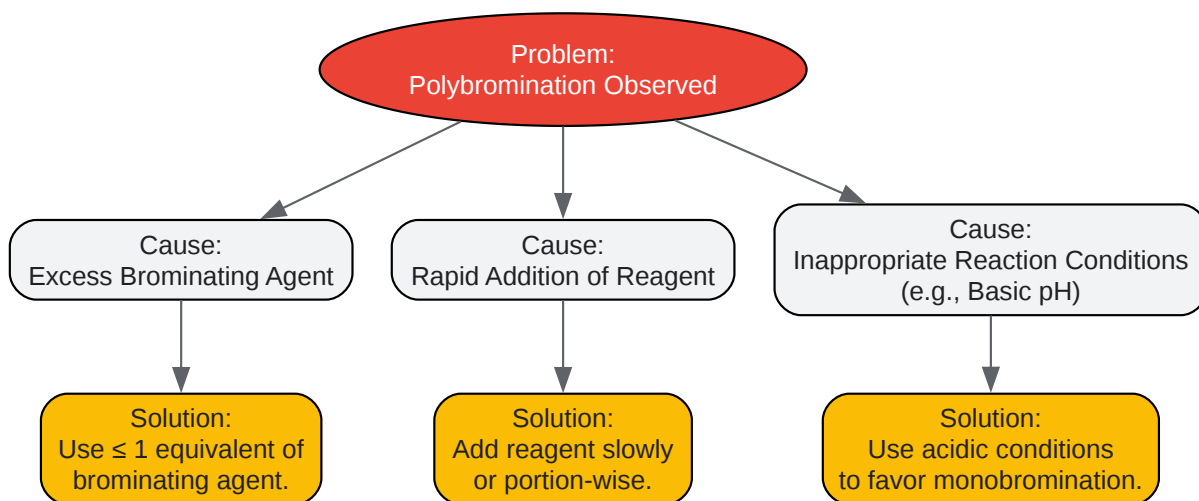 Problem:
Polybromination Observed
Cause:
Excess Brominating Agent
Cause:
Rapid Addition of Reagent
Cause:
Inappropriate Reaction Conditions
(e.g., Basic pH)
Solution:
Use ≤ 1 equivalent of
brominating agent.
Solution:
Add reagent slowly
or portion-wise.
Solution:
Use acidic conditions
to favor monobromination.